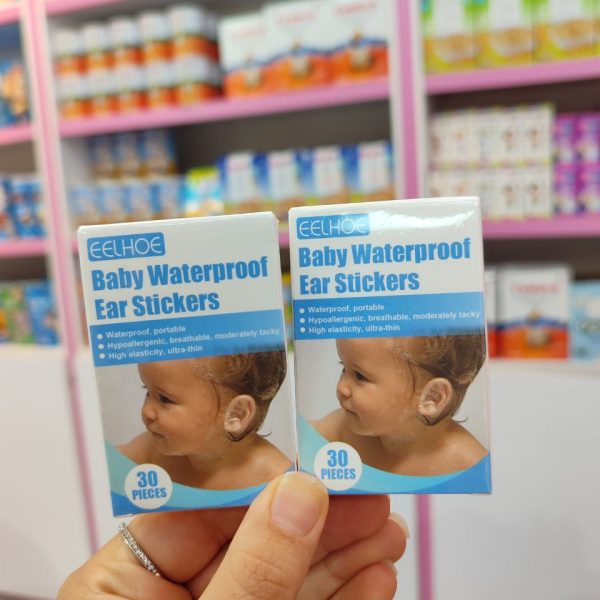 EELHOE
Baby Waterproof
Ear Stickers
Waterproof, portable
Hypoallergenic, breathable, moderately tacky
High elasticity, ultra-thin
30
PIECES
EELHOE
Baby Waterproof
Ear Stickers
Waterproof, portable
Hypoallergenic, breathable, moderately tacky
High elasticity, ultra-thin
30
PIECES